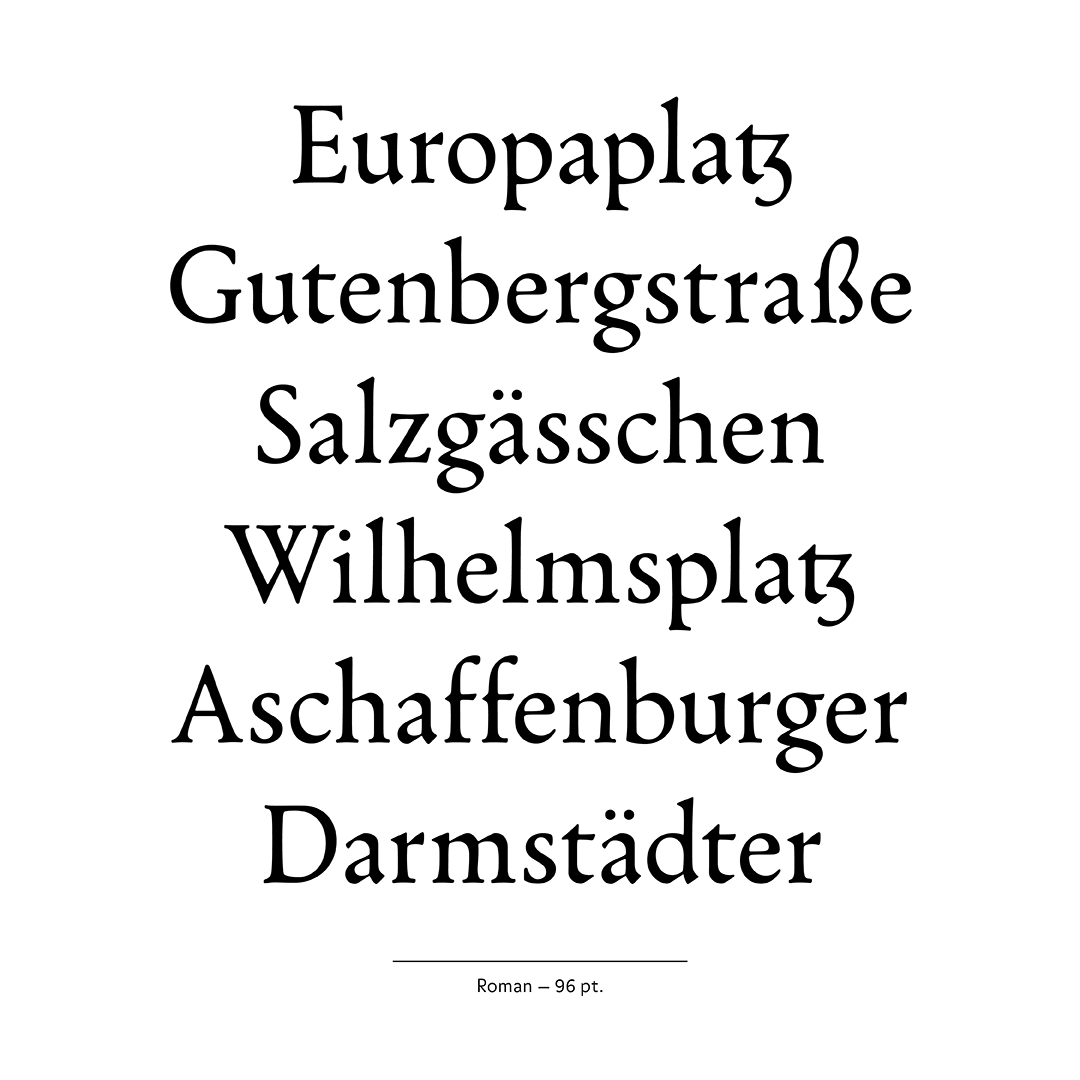 Europaplatz
Gutenbergstraße
Salzgässchen
Wilhelmsplatz
Aschaffenburger
Darmstädter
Roman – 96 pt.